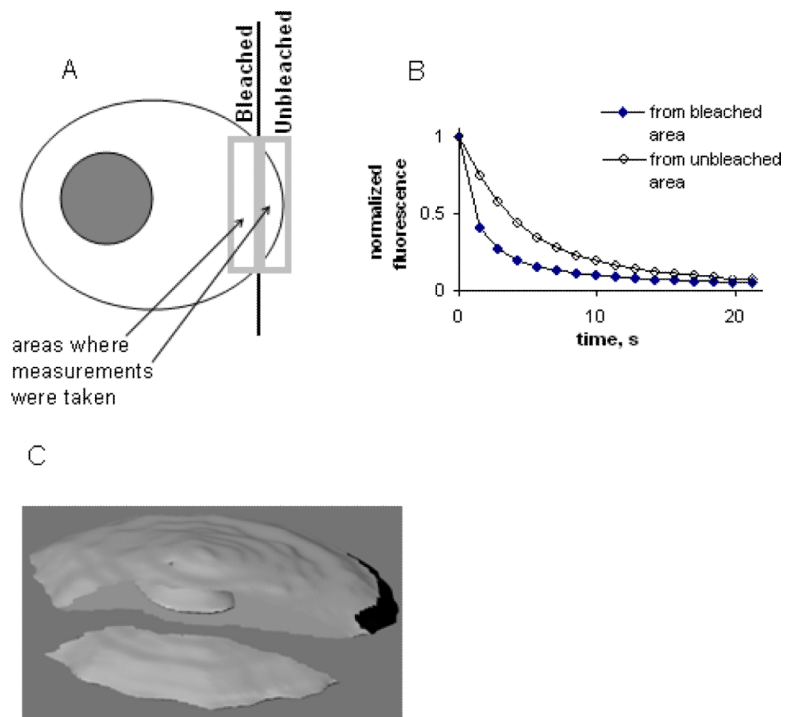 A
Bleached
Unbleached
areas where
measurements
were taken
B
from bleached
area
from unbleached
area
normalized
fluorescence
1
0.5
0
0
10
20
time, s
C